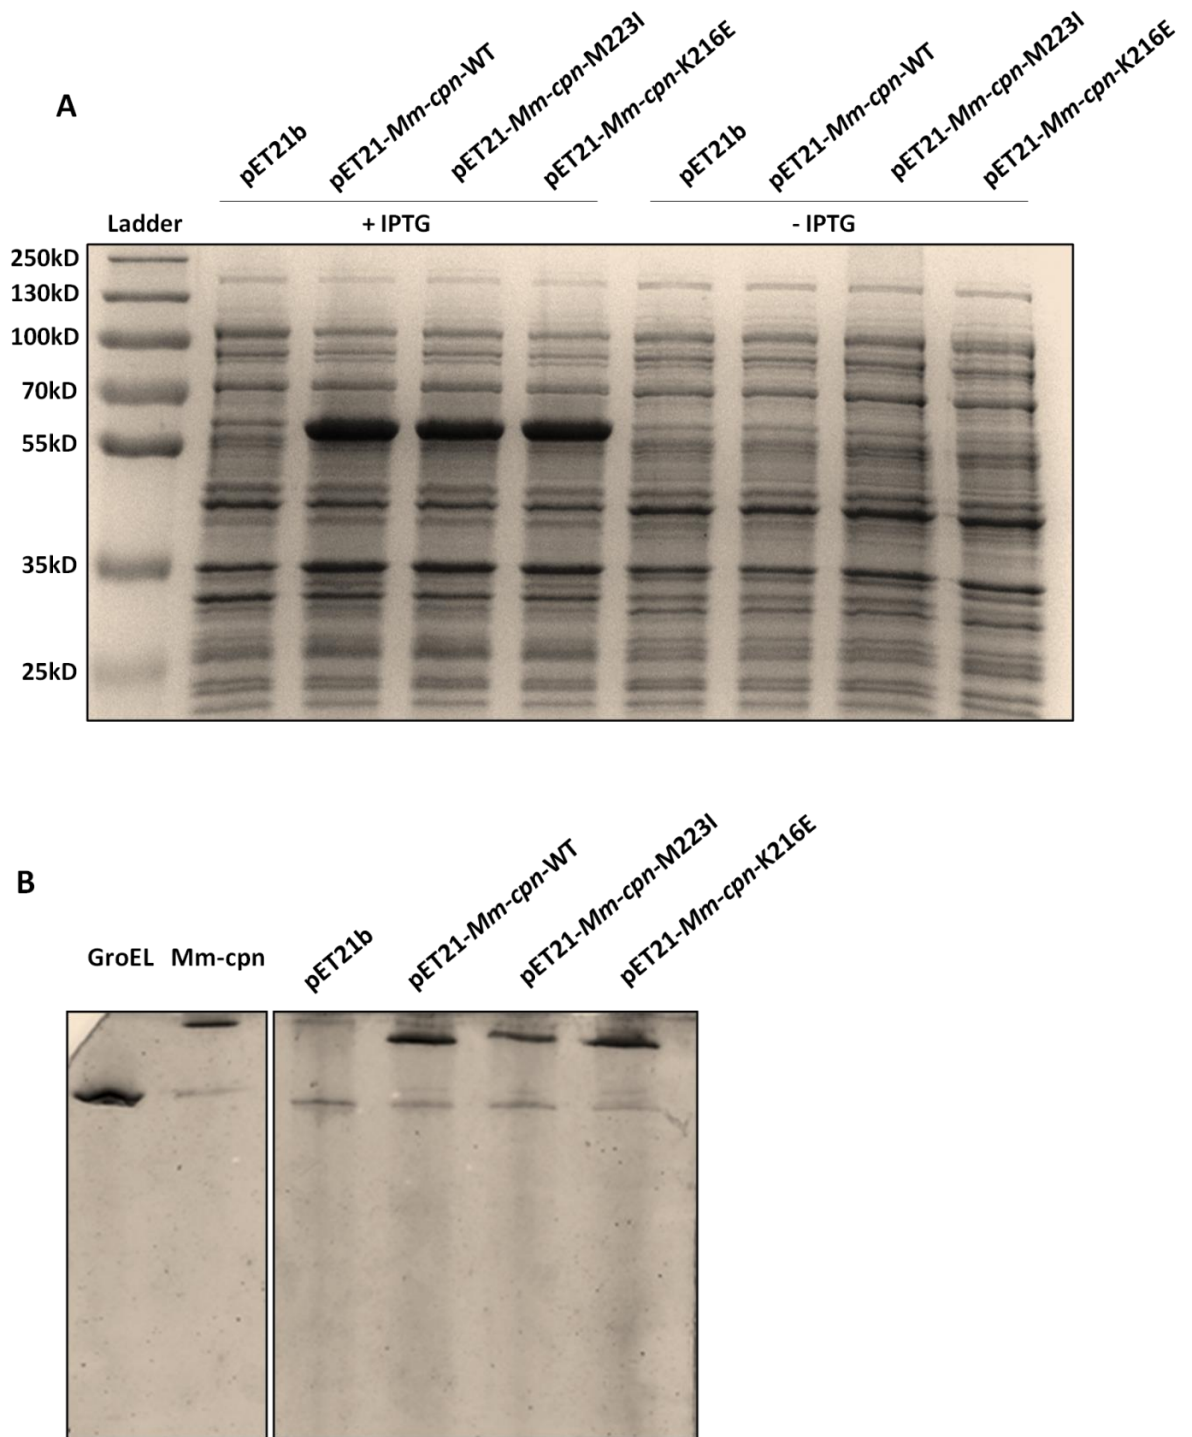 A
pET21b
pET21-Mm-cpn-WT
pET21-Mm-cpn-M223I
pET21-Mm-cpn-K216E
pET21b
pET21-Mm-cpn-WT
pET21-Mm-cpn-M223I
pET21-Mm-cpn-K216E
Ladder
+ IPTG
- IPTG
250kD
130kD
100kD
70kD
55kD
35kD
25kD
B
GroEL
Mm-cpn
pET21b
pET21-Mm-cpn-WT
pET21-Mm-cpn-M223I
pET21-Mm-cpn-K216E